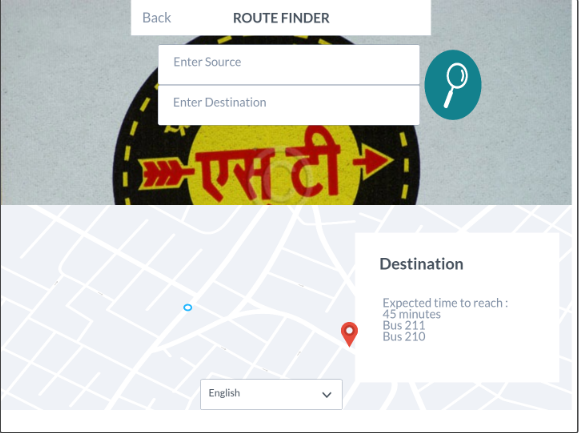 Back
ROUTE FINDER
Enter Source
Enter Destination
एस टी
Destination
Expected time to reach :
45 minutes
Bus 211
Bus 210
English